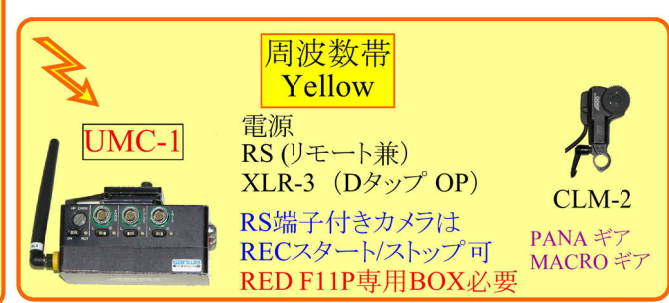 周波数帯
Yellow
UMC-1
電源
RS (リモート兼)
XLR-3 (Dタップ OP)
RS端子付きカメラは
RECスタート/ストップ可
RED F11P専用BOX必要
CLM-2
PANA ギア
MACRO ギア